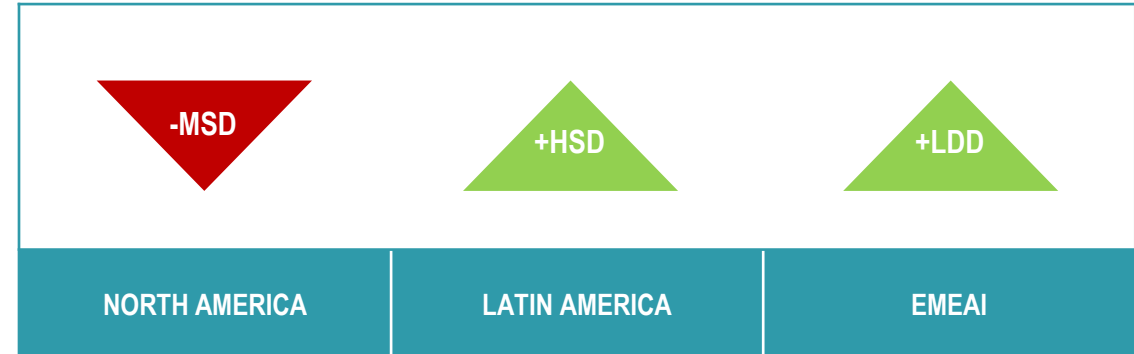 -MSD
+HSD
+LDD
NORTH AMERICA
LATIN AMERICA
EMEAI